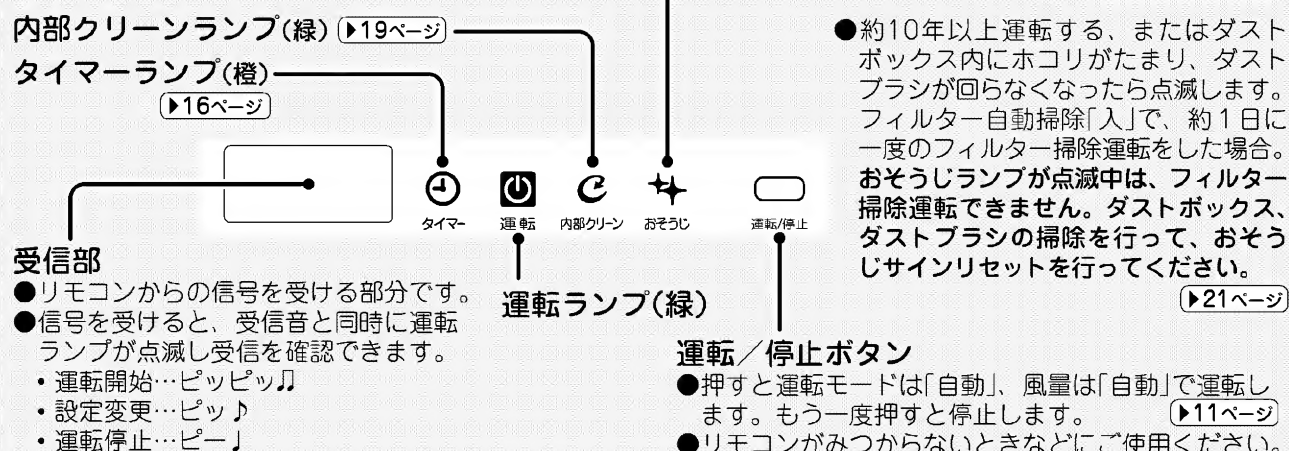 内部クリーンランプ(緑) ▶19ページ
タイマーランプ(橙)
▶16ページ
タイマー
運転
内部クリーン
おそうじ
運転/停止
受信部
●リモコンからの信号を受ける部分です。
●信号を受けると、受信音と同時に運転
ランプが点滅し受信を確認できます。
・運転開始…ピッピッ♫
・設定変更…ピッ♪
・運転停止…ピー♩
運転ランプ(緑)
運転／停止ボタン
●押すと運転モードは「自動」、風量は「自動」で運転し
ます。もう一度押すと停止します。 ▶11ページ
●リモコンがみつからないときなどにご使用ください。
●約10年以上運転する、またはダスト
ボックス内にホコリがたまり、ダスト
ブラシが回らなくなったら点滅します。
フィルター自動掃除「入」で、約１日に
一度のフィルター掃除運転をした場合。
おそうじランプが点滅中は、フィルター
掃除運転できません。ダストボックス、
ダストブラシの掃除を行って、おそう
じサインリセットを行ってください。
▶21ページ